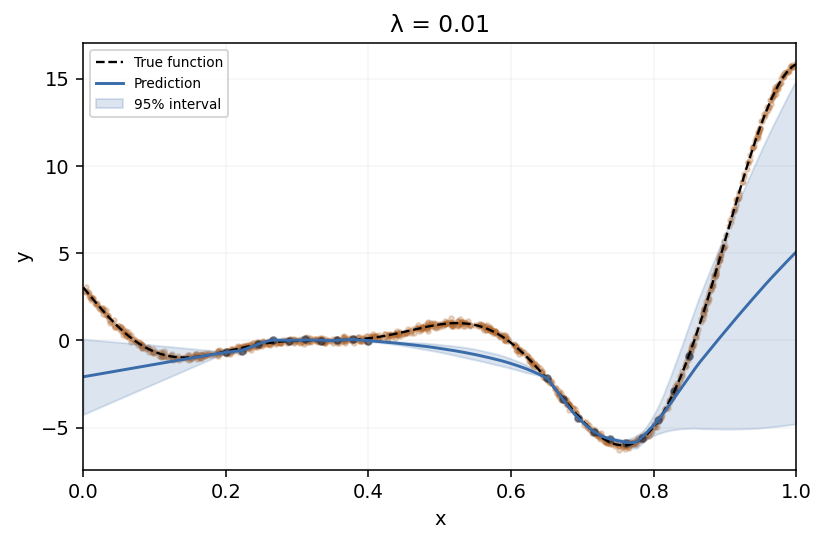 λ = 0.01
True function
Prediction
95% interval
15
10
5
0
−5
y
0.0 0.2 0.4 0.6 0.8 1.0
x